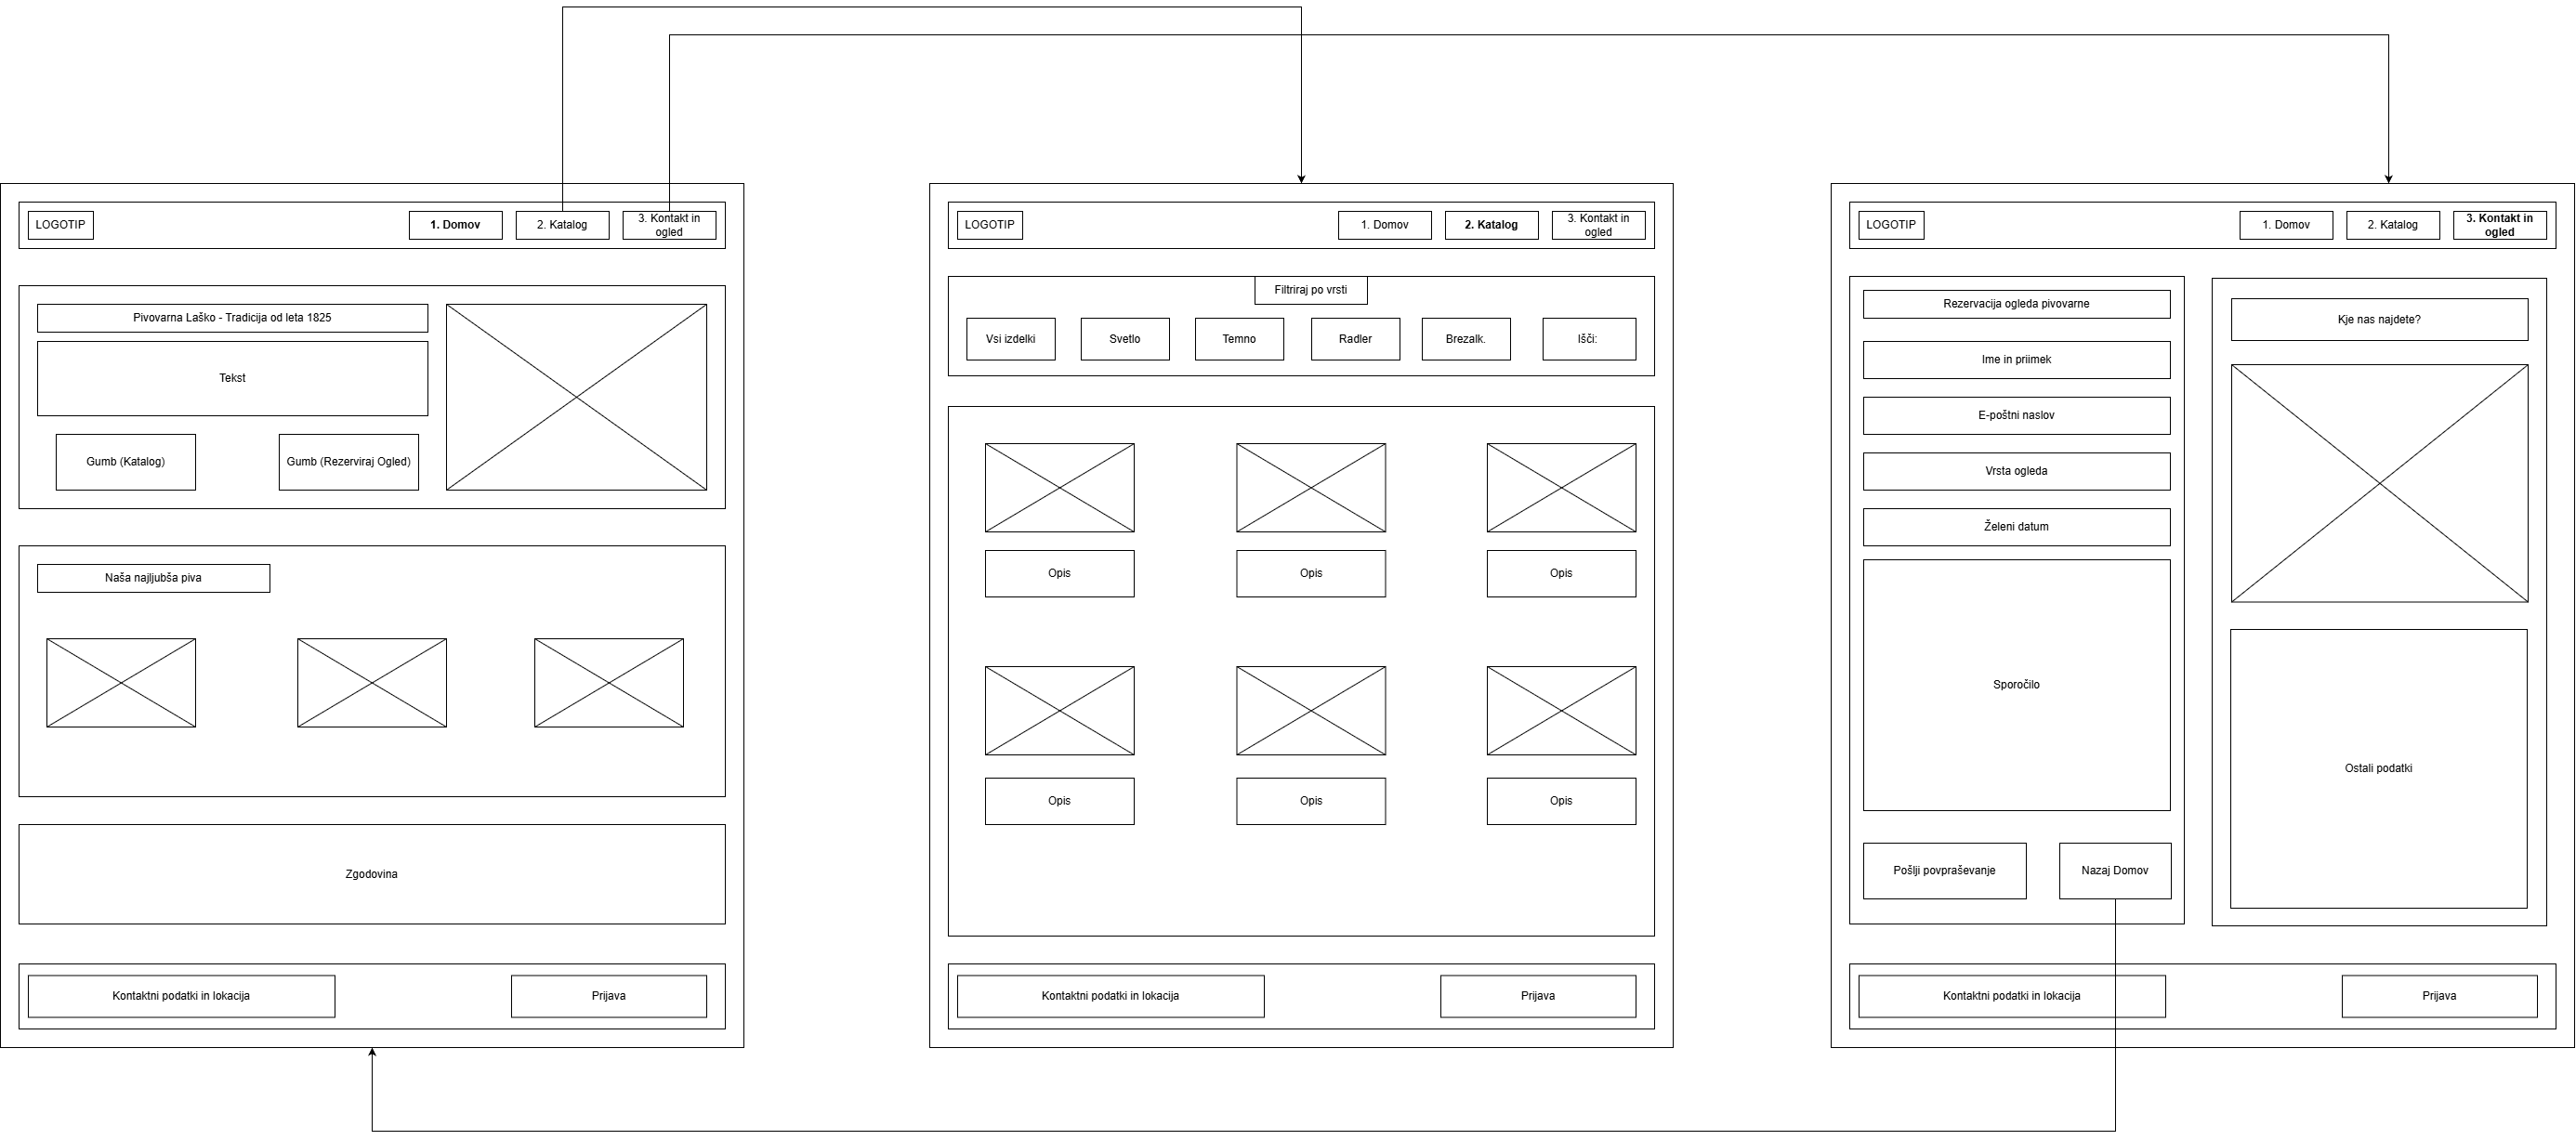 LOGOTIP
1. Domov
2. Katalog
3. Kontakt in
ogled
Pivovarna Laško - Tradicija od leta 1825
Tekst
Gumb (Katalog)
Gumb (Rezerviraj Ogled)
Naša najljubša piva
Zgodovina
Kontaktni podatki in lokacija
Prijava
LOGOTIP
1. Domov
2. Katalog
3. Kontakt in
ogled
Filtriraj po vrsti
Vsi izdelki
Svetlo
Temno
Radler
Brezalk.
Išči:
Opis
Opis
Opis
Opis
Opis
Opis
Kontaktni podatki in lokacija
Prijava
LOGOTIP
1. Domov
2. Katalog
3. Kontakt in
ogled
Rezervacija ogleda pivovarne
Ime in priimek
E-poštni naslov
Vrsta ogleda
Želeni datum
Sporočilo
Pošlji povpraševanje
Nazaj Domov
Kje nas najdete?
Ostali podatki
Kontaktni podatki in lokacija
Prijava